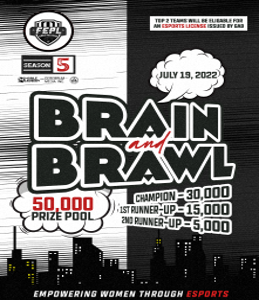 FEPL
TOP 2 TEAMS WILL BE ELIGABLE FOR
AN ESPORTS LICENSE ISSUED BY GAB
SEASON 5
JULY 19, 2022
BRAIN
and
BRAWL
50,000
PRIZE POOL
CHAMPION - 30,000
1ST RUNNER-UP - 15,000
2ND RUNNER-UP - 5,000
EMPOWERING WOMEN THROUGH ESPORTS